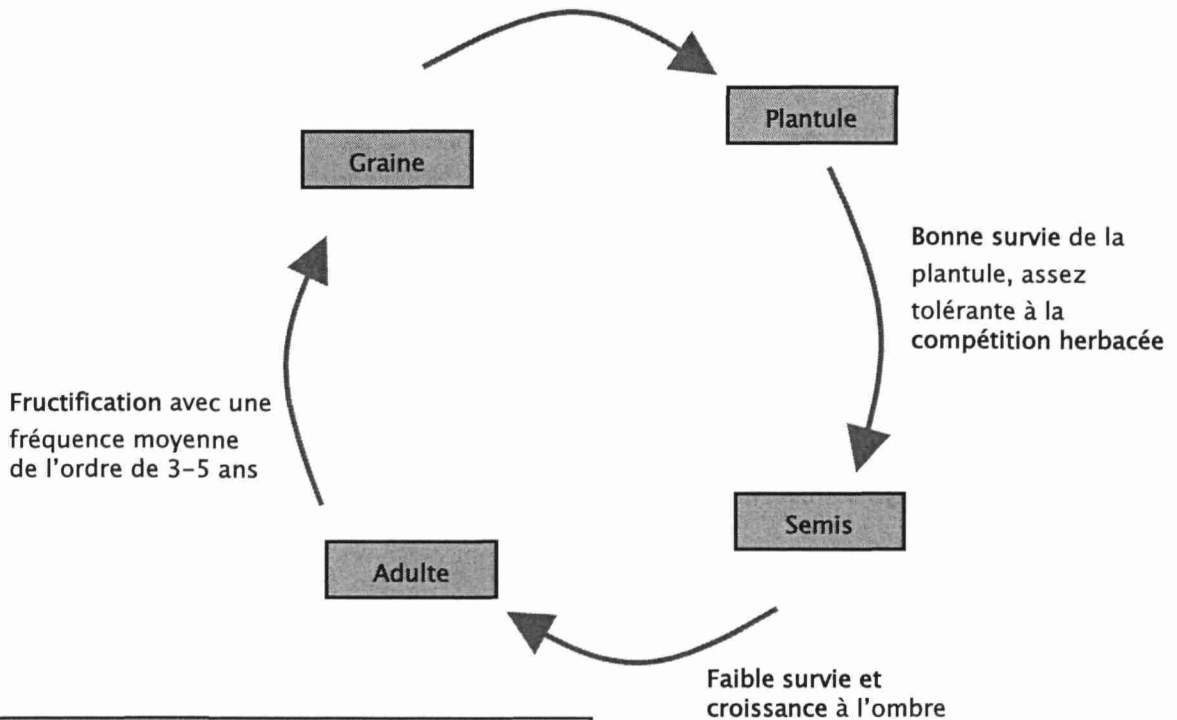 Plantule
Graine
Bonne survie de la
plantule, assez
tolérante à la
compétition herbacée
Fructification avec une
fréquence moyenne
de l'ordre de 3-5 ans
Semis
Adulte
Faible survie et
croissance à l'ombre